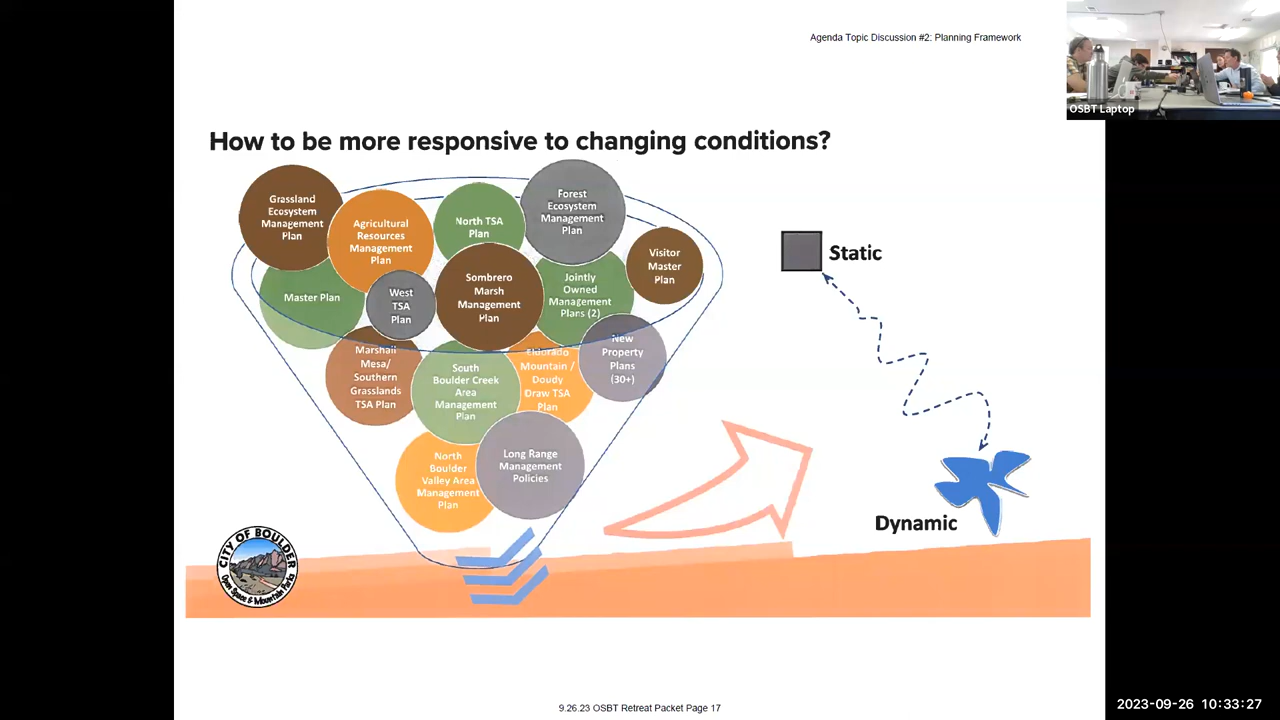 Agenda Topic Discussion #2: Planning Framework
OSBT Laptop
How to be more responsive to changing conditions?
Grassland
Ecosystem
Management
Plan
Agricultural
Resources
Management
Plan
North TSA
Plan
Forest
Ecosystem
Management
Plan
Visitor
Master
Plan
Master Plan
West
TSA
Plan
Sombrero
Marsh
Management
Plan
Jointly
Owned
Management
Plans (2)
New
Property
Plans
(30+)
Marshall
Mesa/
Southern
Grasslands
TSA Plan
South
Boulder Creek
Area
Management
Plan
Eldorado
Mountain /
Doudy
Draw TSA
Plan
North
Boulder
Valley Area
Management
Plan
Long Range
Management
Policies
Static
Dynamic
CITY OF BOULDER
Open Space & Mountain Parks
9.26.23 OSBT Retreat Packet Page 17
2023-09-26 10:33:27